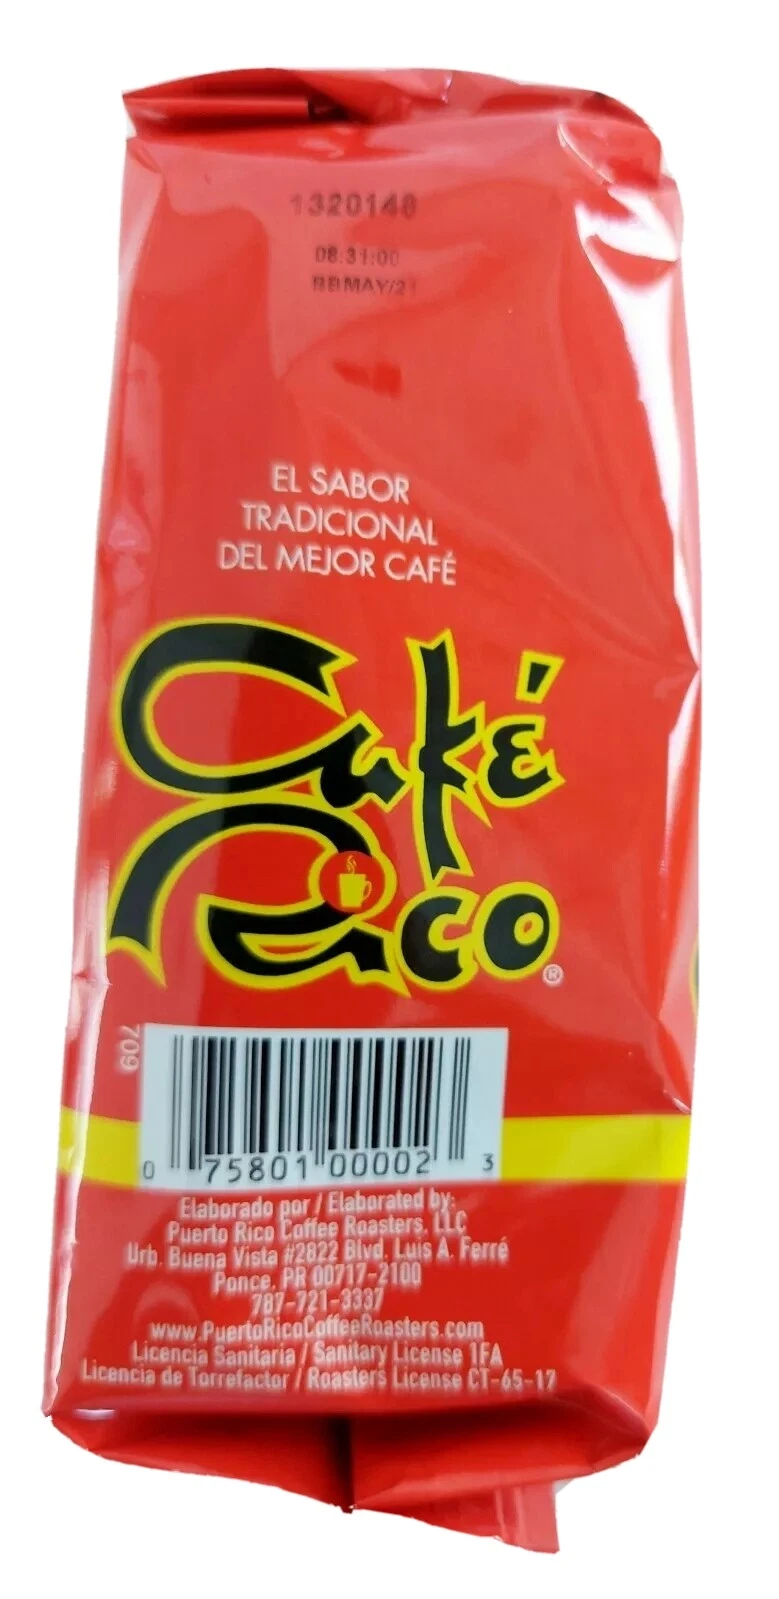 1320148
08:31:00
BBMAY/21
EL SABOR
TRADICIONAL
DEL MEJOR CAFÉ
Café
Rico®
709
0 75801 00002 3
Elaborado por / Elaborated by:
Puerto Rico Coffee Roasters, LLC
Urb. Buena Vista #2822 Blvd. Luis A. Ferré
Ponce, PR 00717-2100
787-721-3337
www.PuertoRicoCoffeeRoasters.com
Licencia Sanitaria / Sanitary License 1FA
Licencia de Torrefactor / Roasters License CT-65-17